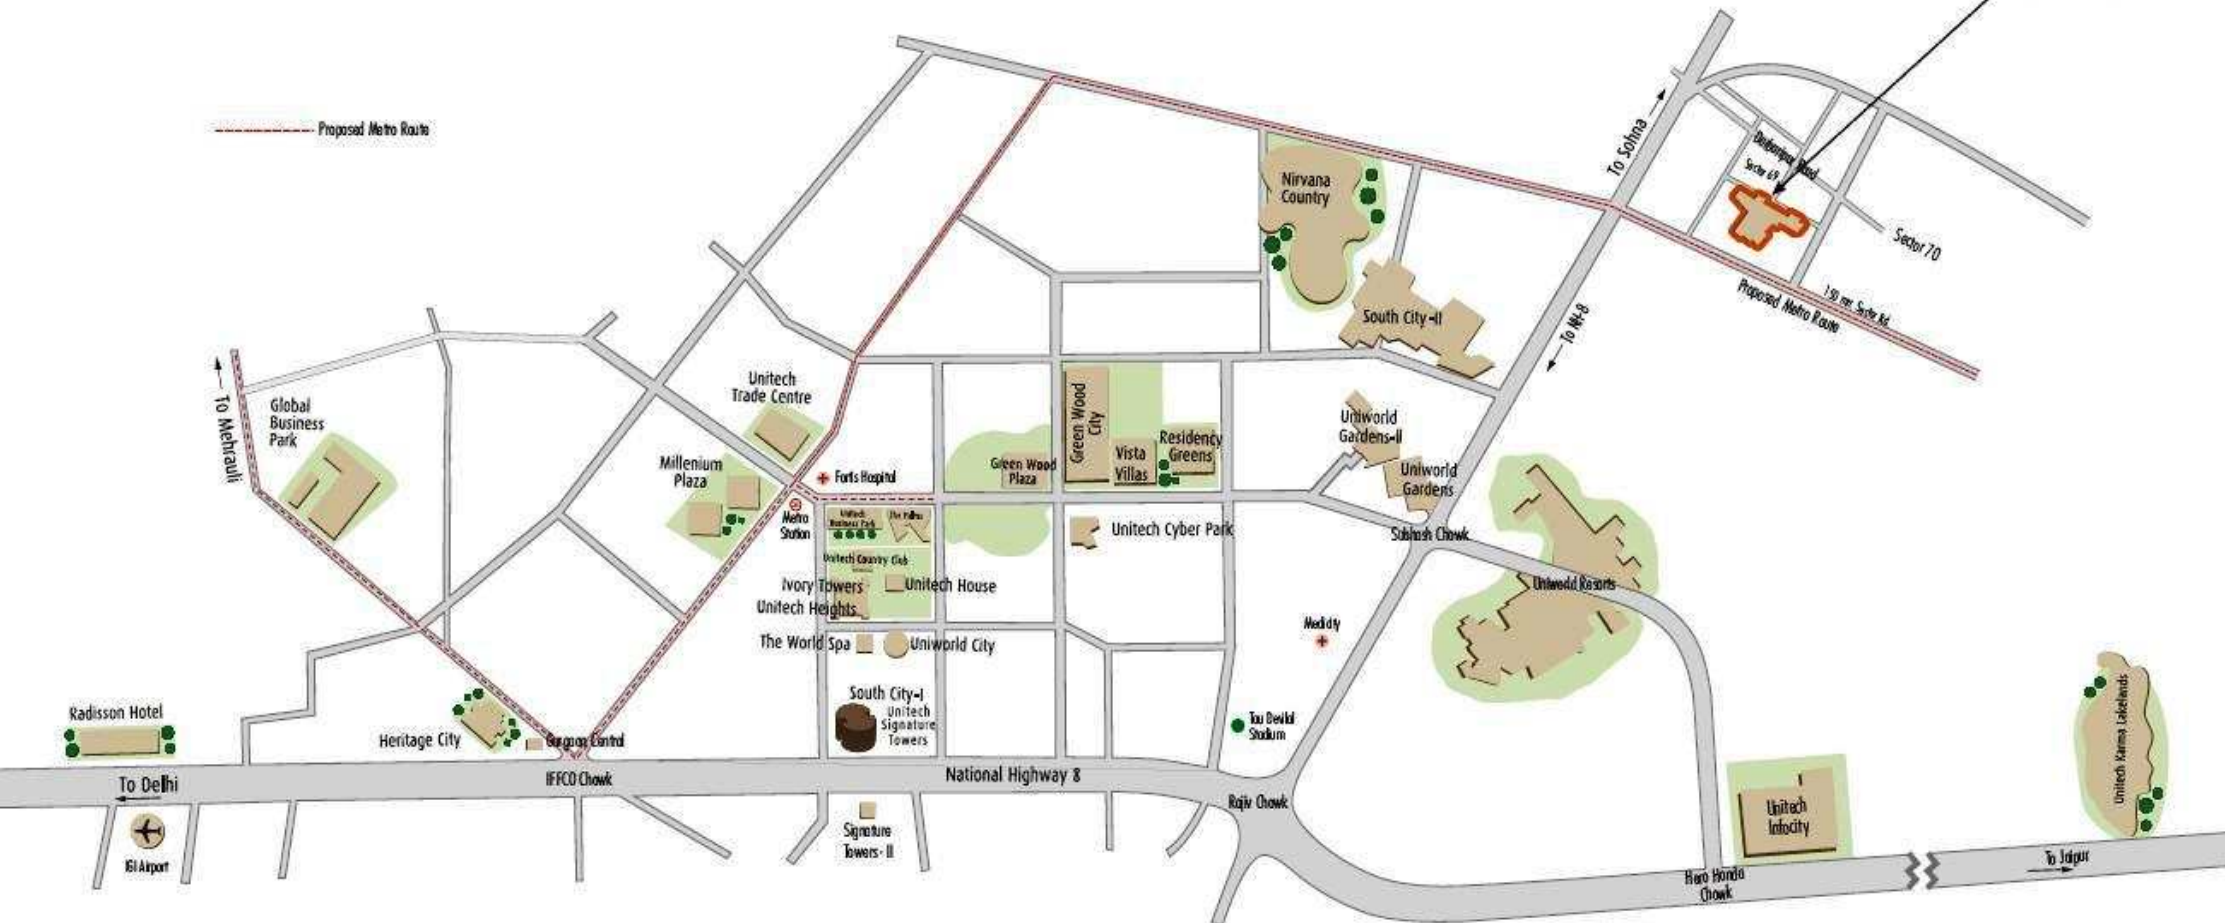 Proposed Metro Route
To Sohna
Sector 69
Sector 70
Proposed Metro Route
Nirvana
Country
South City-II
To NH-8
To Mehrauli
Global
Business
Park
Unitech
Trade Centre
Millenium
Plaza
Fortis Hospital
Metro
Station
Green Wood
City
Vista
Villas
Residency
Greens
Green Wood
Plaza
Uniworld
Gardens-II
Uniworld
Gardens
Unitech
Business Park
The Palms
Unitech Country Club
Ivory Towers
Unitech House
Unitech Heights
Unitech Cyber Park
Subhash Chowk
Uniworld Resorts
The World Spa
Uniworld City
Medicity
South City-I
Unitech
Signature
Towers
Tau Devilal
Stadium
Radisson Hotel
Heritage City
Gurgaon Central
To Delhi
IFFCO Chowk
National Highway 8
Rajiv Chowk
IGI Airport
Signature
Towers-II
Unitech
Infocity
Unitech Karma Lakelands
Hero Honda
Chowk
To Jaipur